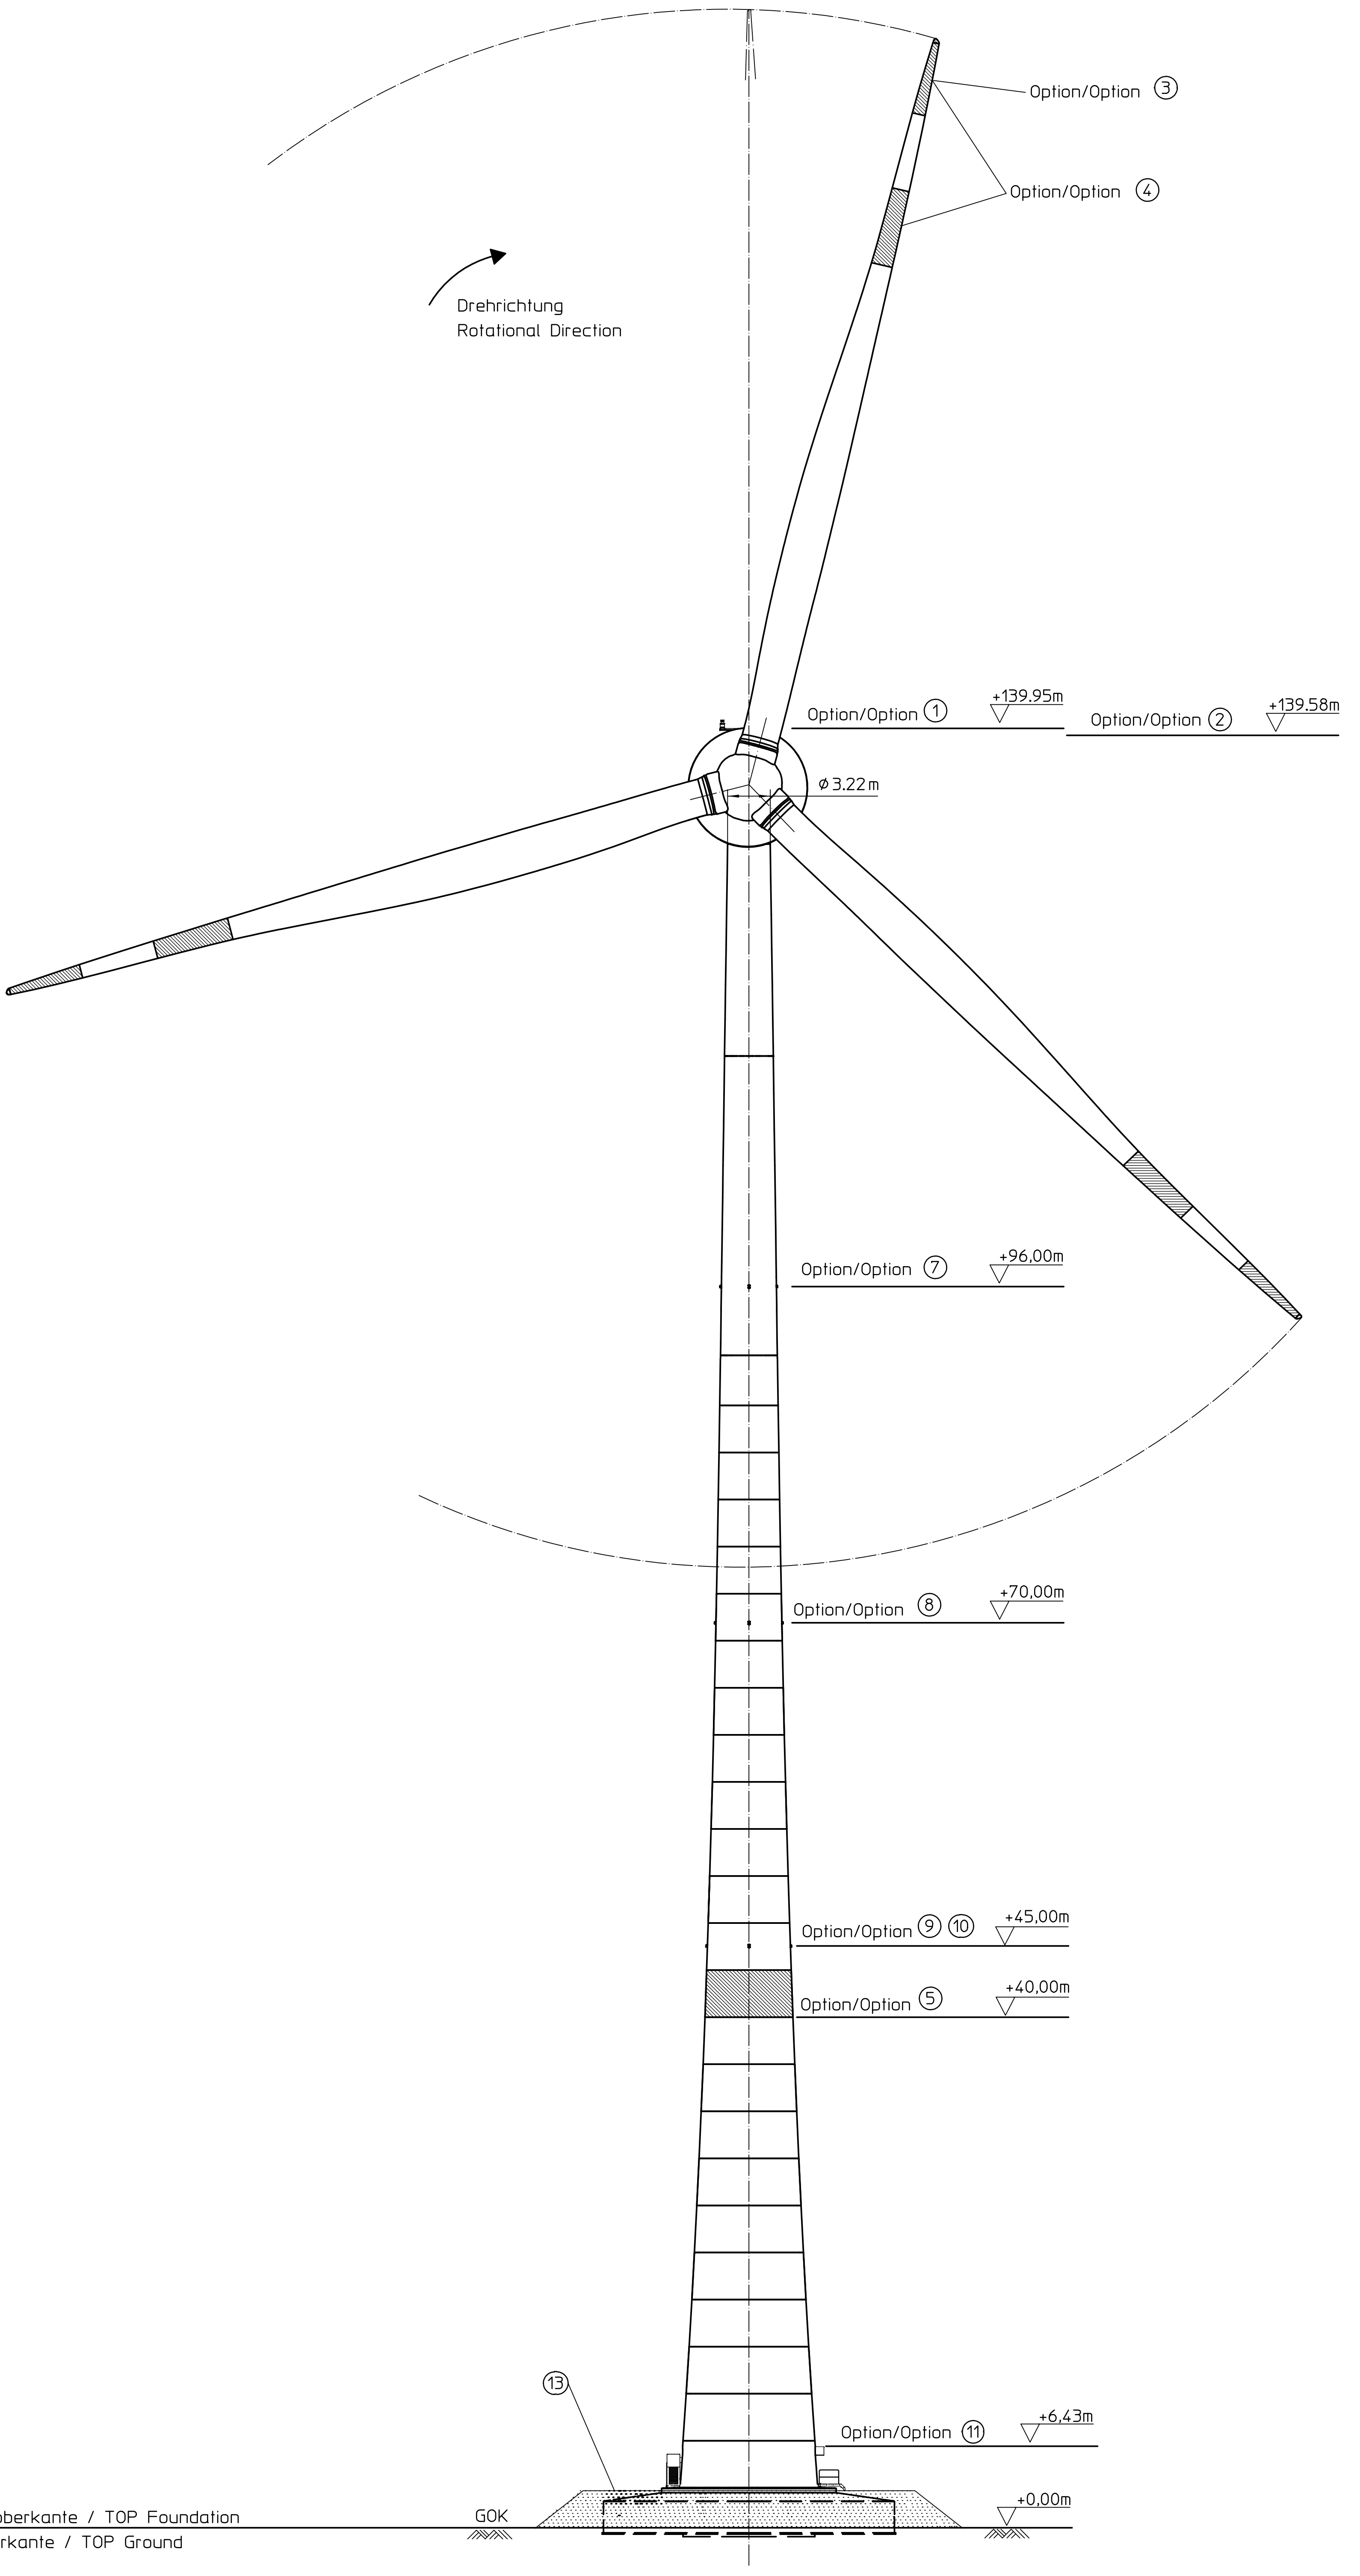 Option/Option 3
Option/Option 4
Drehrichtung
Rotational Direction
+139.95m
Option/Option 1
+139.58m
Option/Option 2
⌀3.22m
+96,00m
Option/Option 7
+70,00m
Option/Option 8
+45,00m
Option/Option 9 10
+40,00m
Option/Option 5
13
+6,43m
Option/Option 11
+0,00m
oberkante / TOP Foundation
GOK
rkante / TOP Ground